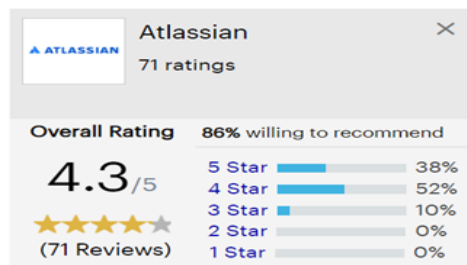 ATLASSIAN
Atlassian
71 ratings
Overall Rating
86% willing to recommend
4.3/5
(71 Reviews)
5 Star 38%
4 Star 52%
3 Star 10%
2 Star 0%
1 Star 0%